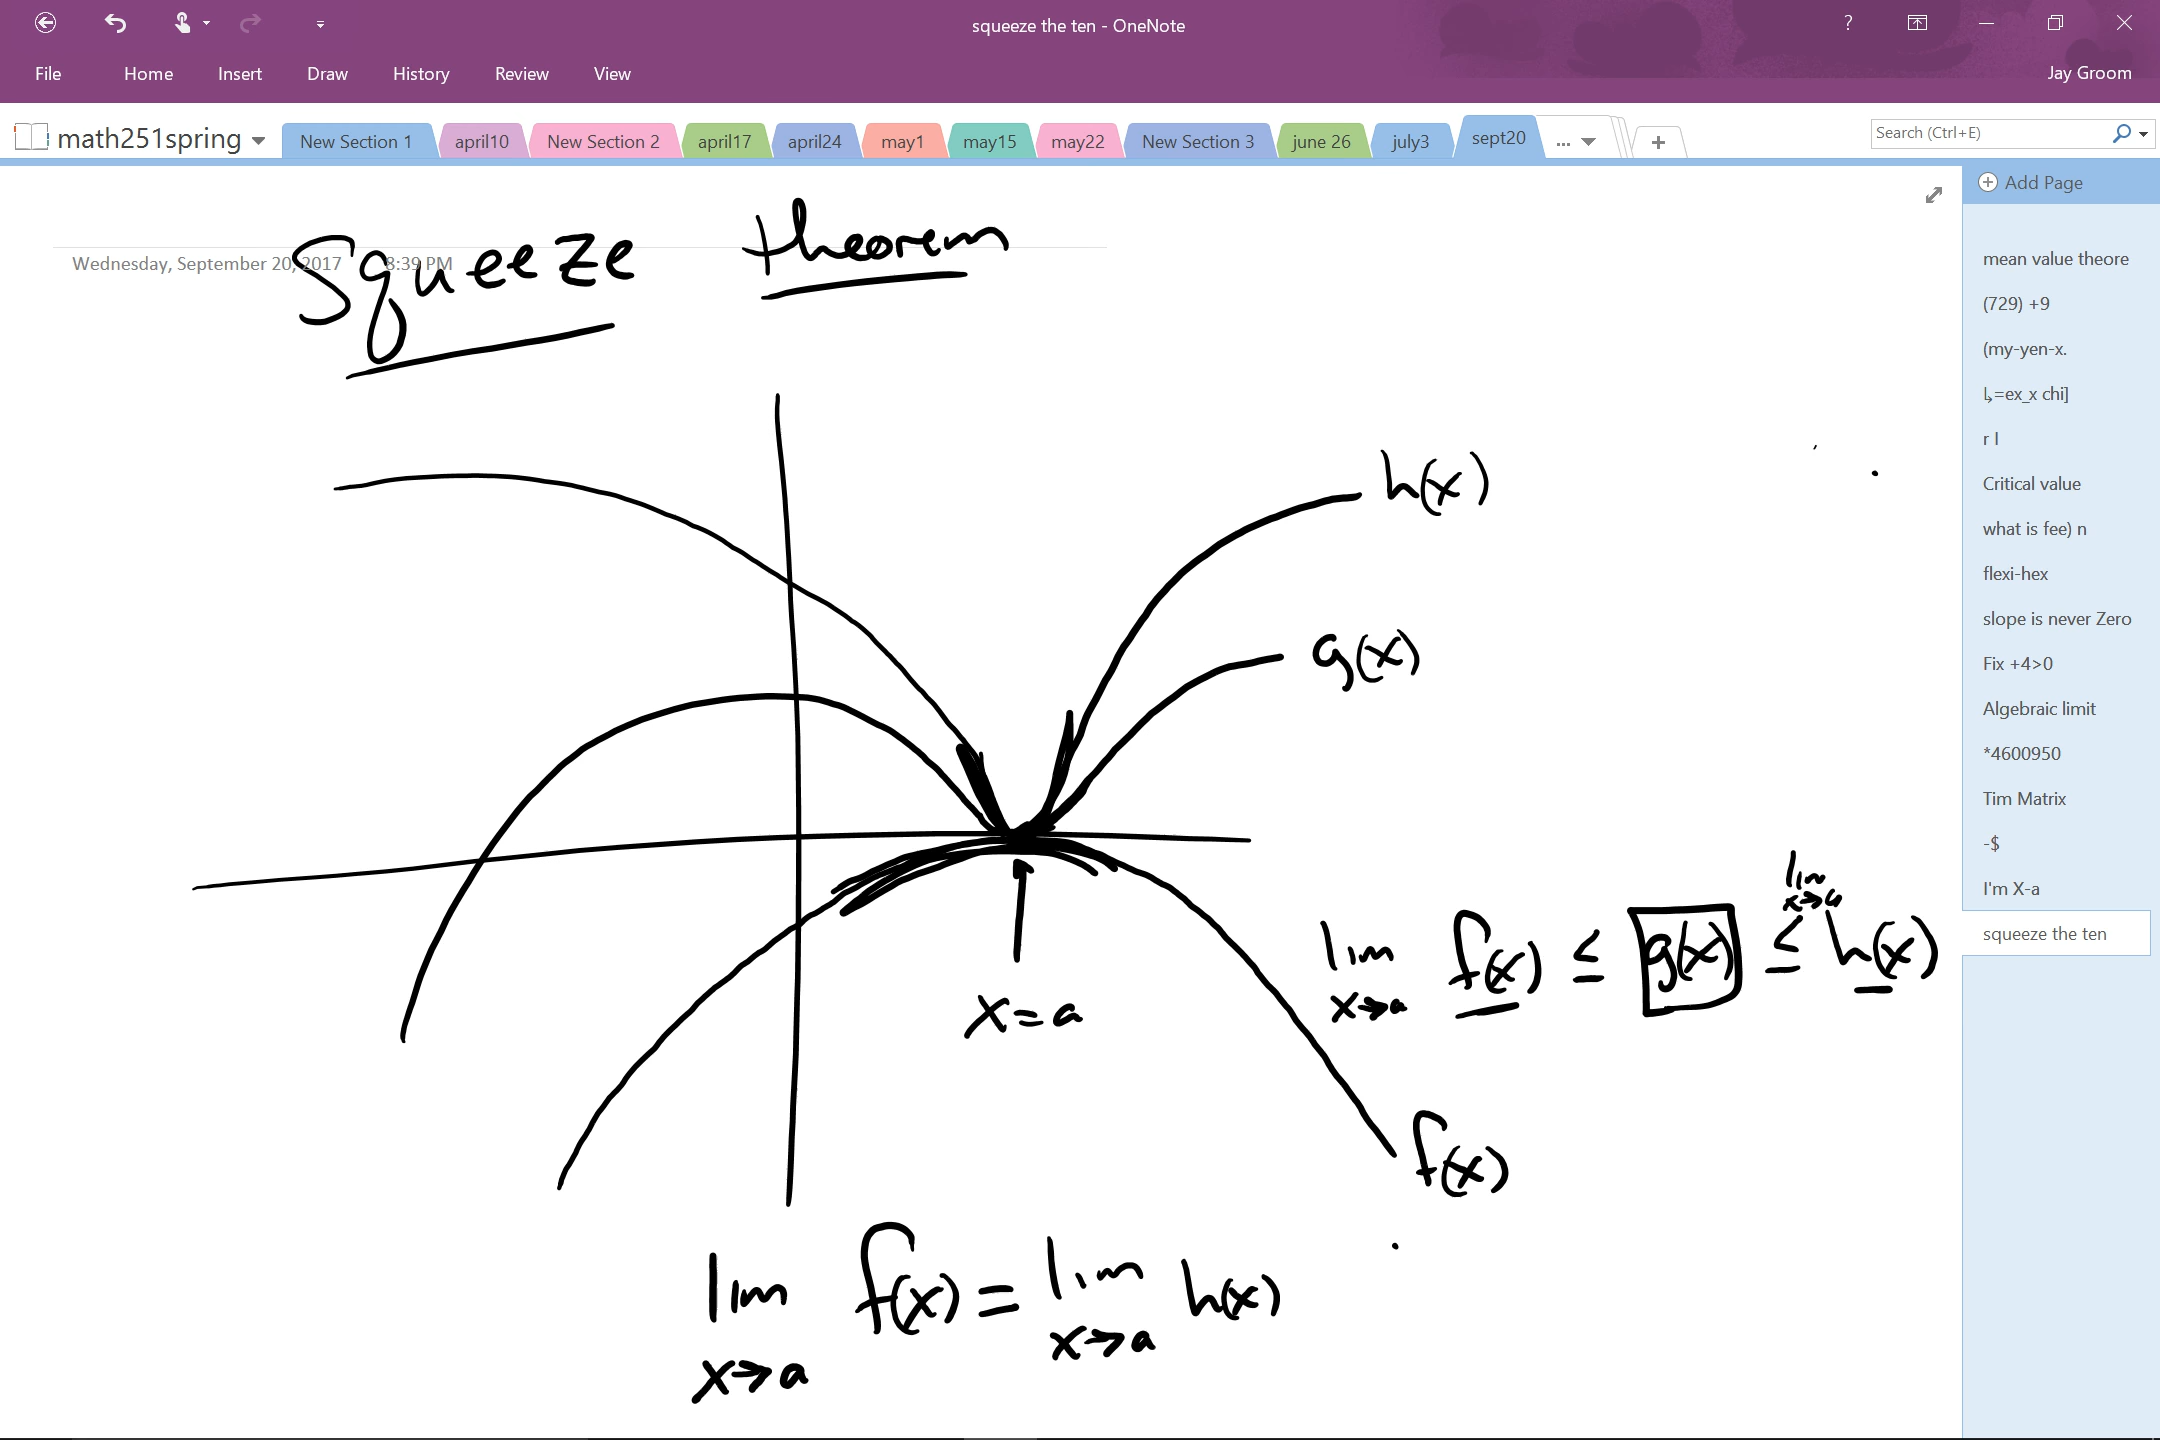 squeeze the ten - OneNote
?
File Home Insert Draw History Review View
Jay Groom
math251spring
New Section 1 april10 New Section 2 april17 april24 may1 may15 may22 New Section 3 june 26 july3 sept20 ... +
Search (Ctrl+E)
Add Page
mean value theore
(729) +9
(my-yen-x.
l,=ex_x chi]
r I
Critical value
what is fee) n
flexi-hex
slope is never Zero
Fix +4>0
Algebraic limit
*4600950
Tim Matrix
-$
I'm X-a
squeeze the ten
Wednesday, September 20, 2017 8:39 PM
Squeeze theorem
h(x)
g(x)
x=a
lim x→a f(x) ≤ g(x) ≤ lim x→a h(x)
f(x)
lim x→a f(x) = lim x→a h(x)